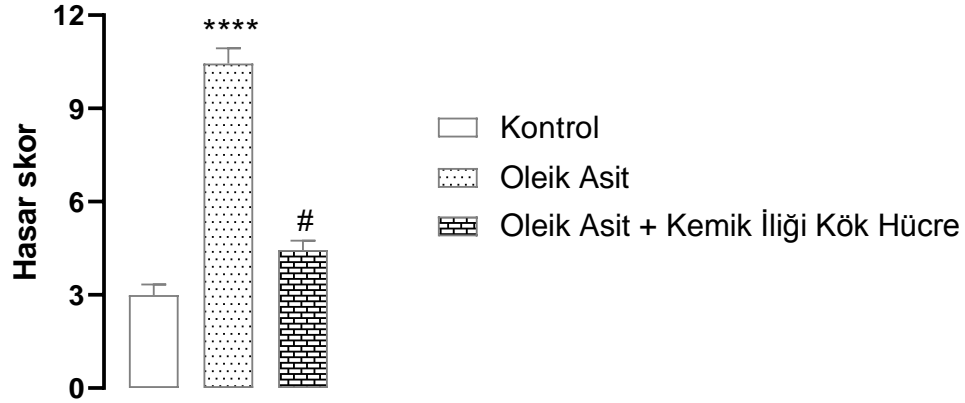 Hasar skor
12
9
6
3
0
****
#
Kontrol
Oleik Asit
Oleik Asit + Kemik İliği Kök Hücre